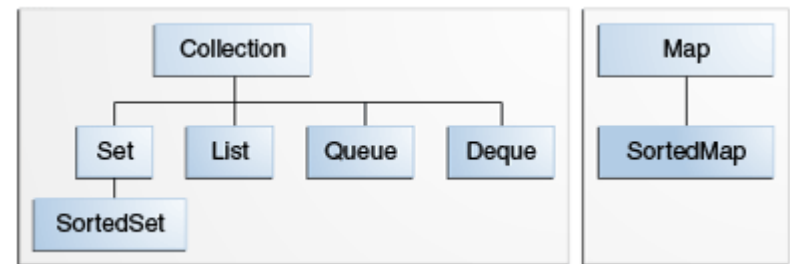 Collection
Map
Set
List
Queue
Deque
SortedMap
SortedSet